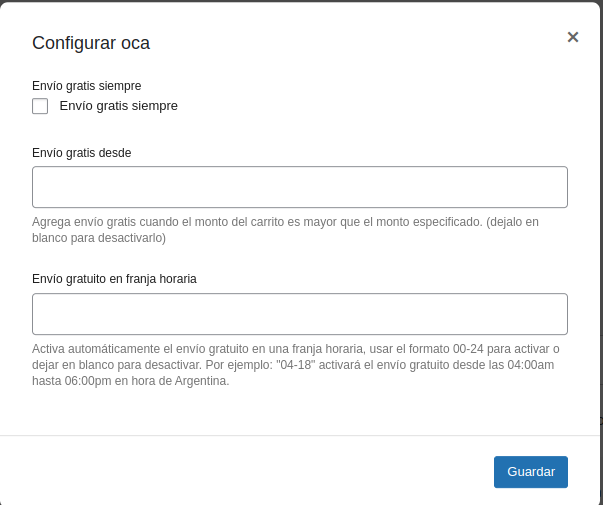 Configurar oca
×
Envío gratis siempre
Envío gratis siempre
Envío gratis desde
Agrega envío gratis cuando el monto del carrito es mayor que el monto especificado. (dejalo en
blanco para desactivarlo)
Envío gratuito en franja horaria
Activa automáticamente el envío gratuito en una franja horaria, usar el formato 00-24 para activar o
dejar en blanco para desactivar. Por ejemplo: "04-18" activará el envío gratuito desde las 04:00am
hasta 06:00pm en hora de Argentina.
Guardar